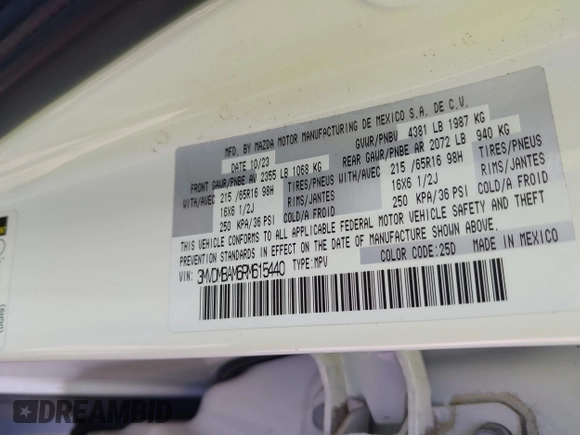 MFD. BY MAZDA MOTOR MANUFACTURING DE MEXICO S.A. DE C.V.
DATE 10/23 GVWR/PNBV 4381 LB 1987 KG
FRONT GAWR/PNBE AV 2355 LB 1068 KG REAR GAWR/PNBE AR 2072 LB 940 KG
WITH/AVEC 215 /65R16 98H TIRES/PNEUS WITH/AVEC 215 /65R16 98H TIRES/PNEUS
16X6 1/2J RIMS/JANTES 16X6 1/2J RIMS/JANTES
250 KPA/36 PSI COLD/A FROID 250 KPA/36 PSI COLD/A FROID
THIS VEHICLE CONFORMS TO ALL APPLICABLE FEDERAL MOTOR VEHICLE SAFETY AND THEFT
PREVENTION STANDARDS IN EFFECT ON THE DATE OF MANUFACTURE SHOWN ABOVE.
VIN: 3MVDMBAM6RM615440 TYPE:MPV COLOR CODE:25D MADE IN MEXICO
DREAMBID